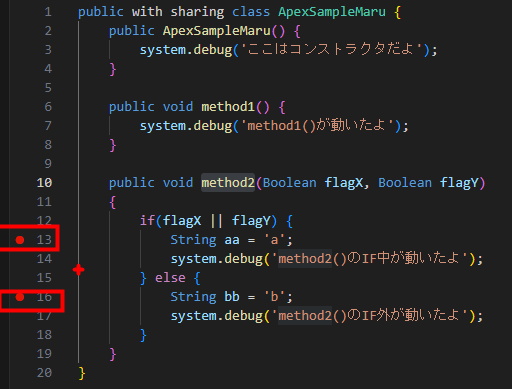 1 public with sharing class ApexSampleMaru {
2 public ApexSampleMaru() {
3 system.debug('ここはコンストラクタだよ');
4 }
5
6 public void method1() {
7 system.debug('method1()が動いたよ');
8 }
9
10 public void method2(Boolean flagX, Boolean flagY)
11 {
12 if(flagX || flagY) {
13 String aa = 'a';
14 system.debug('method2()のIF中が動いたよ');
15 } else {
16 String bb = 'b';
17 system.debug('method2()のIF外が動いたよ');
18 }
19 }
20 }